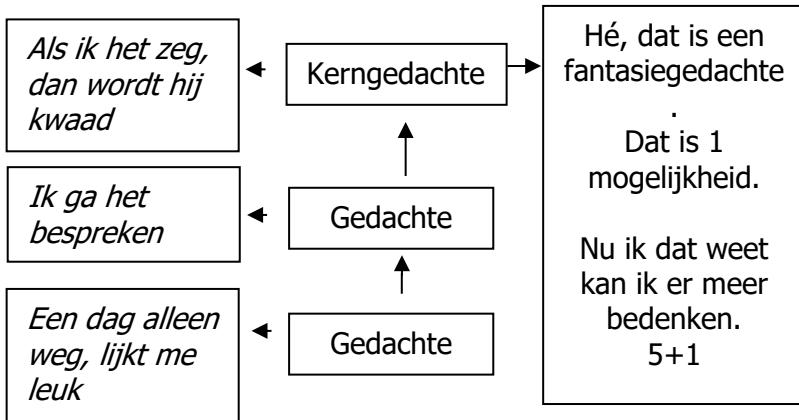 Als ik het zeg,
dan wordt hij
kwaad
Kerngedachte
Hé, dat is een
fantasiegedachte
.
Dat is 1
mogelijkheid.
Nu ik dat weet
kan ik er meer
bedenken.
5+1
Ik ga het
bespreken
Gedachte
Een dag alleen
weg, lijkt me
leuk
Gedachte